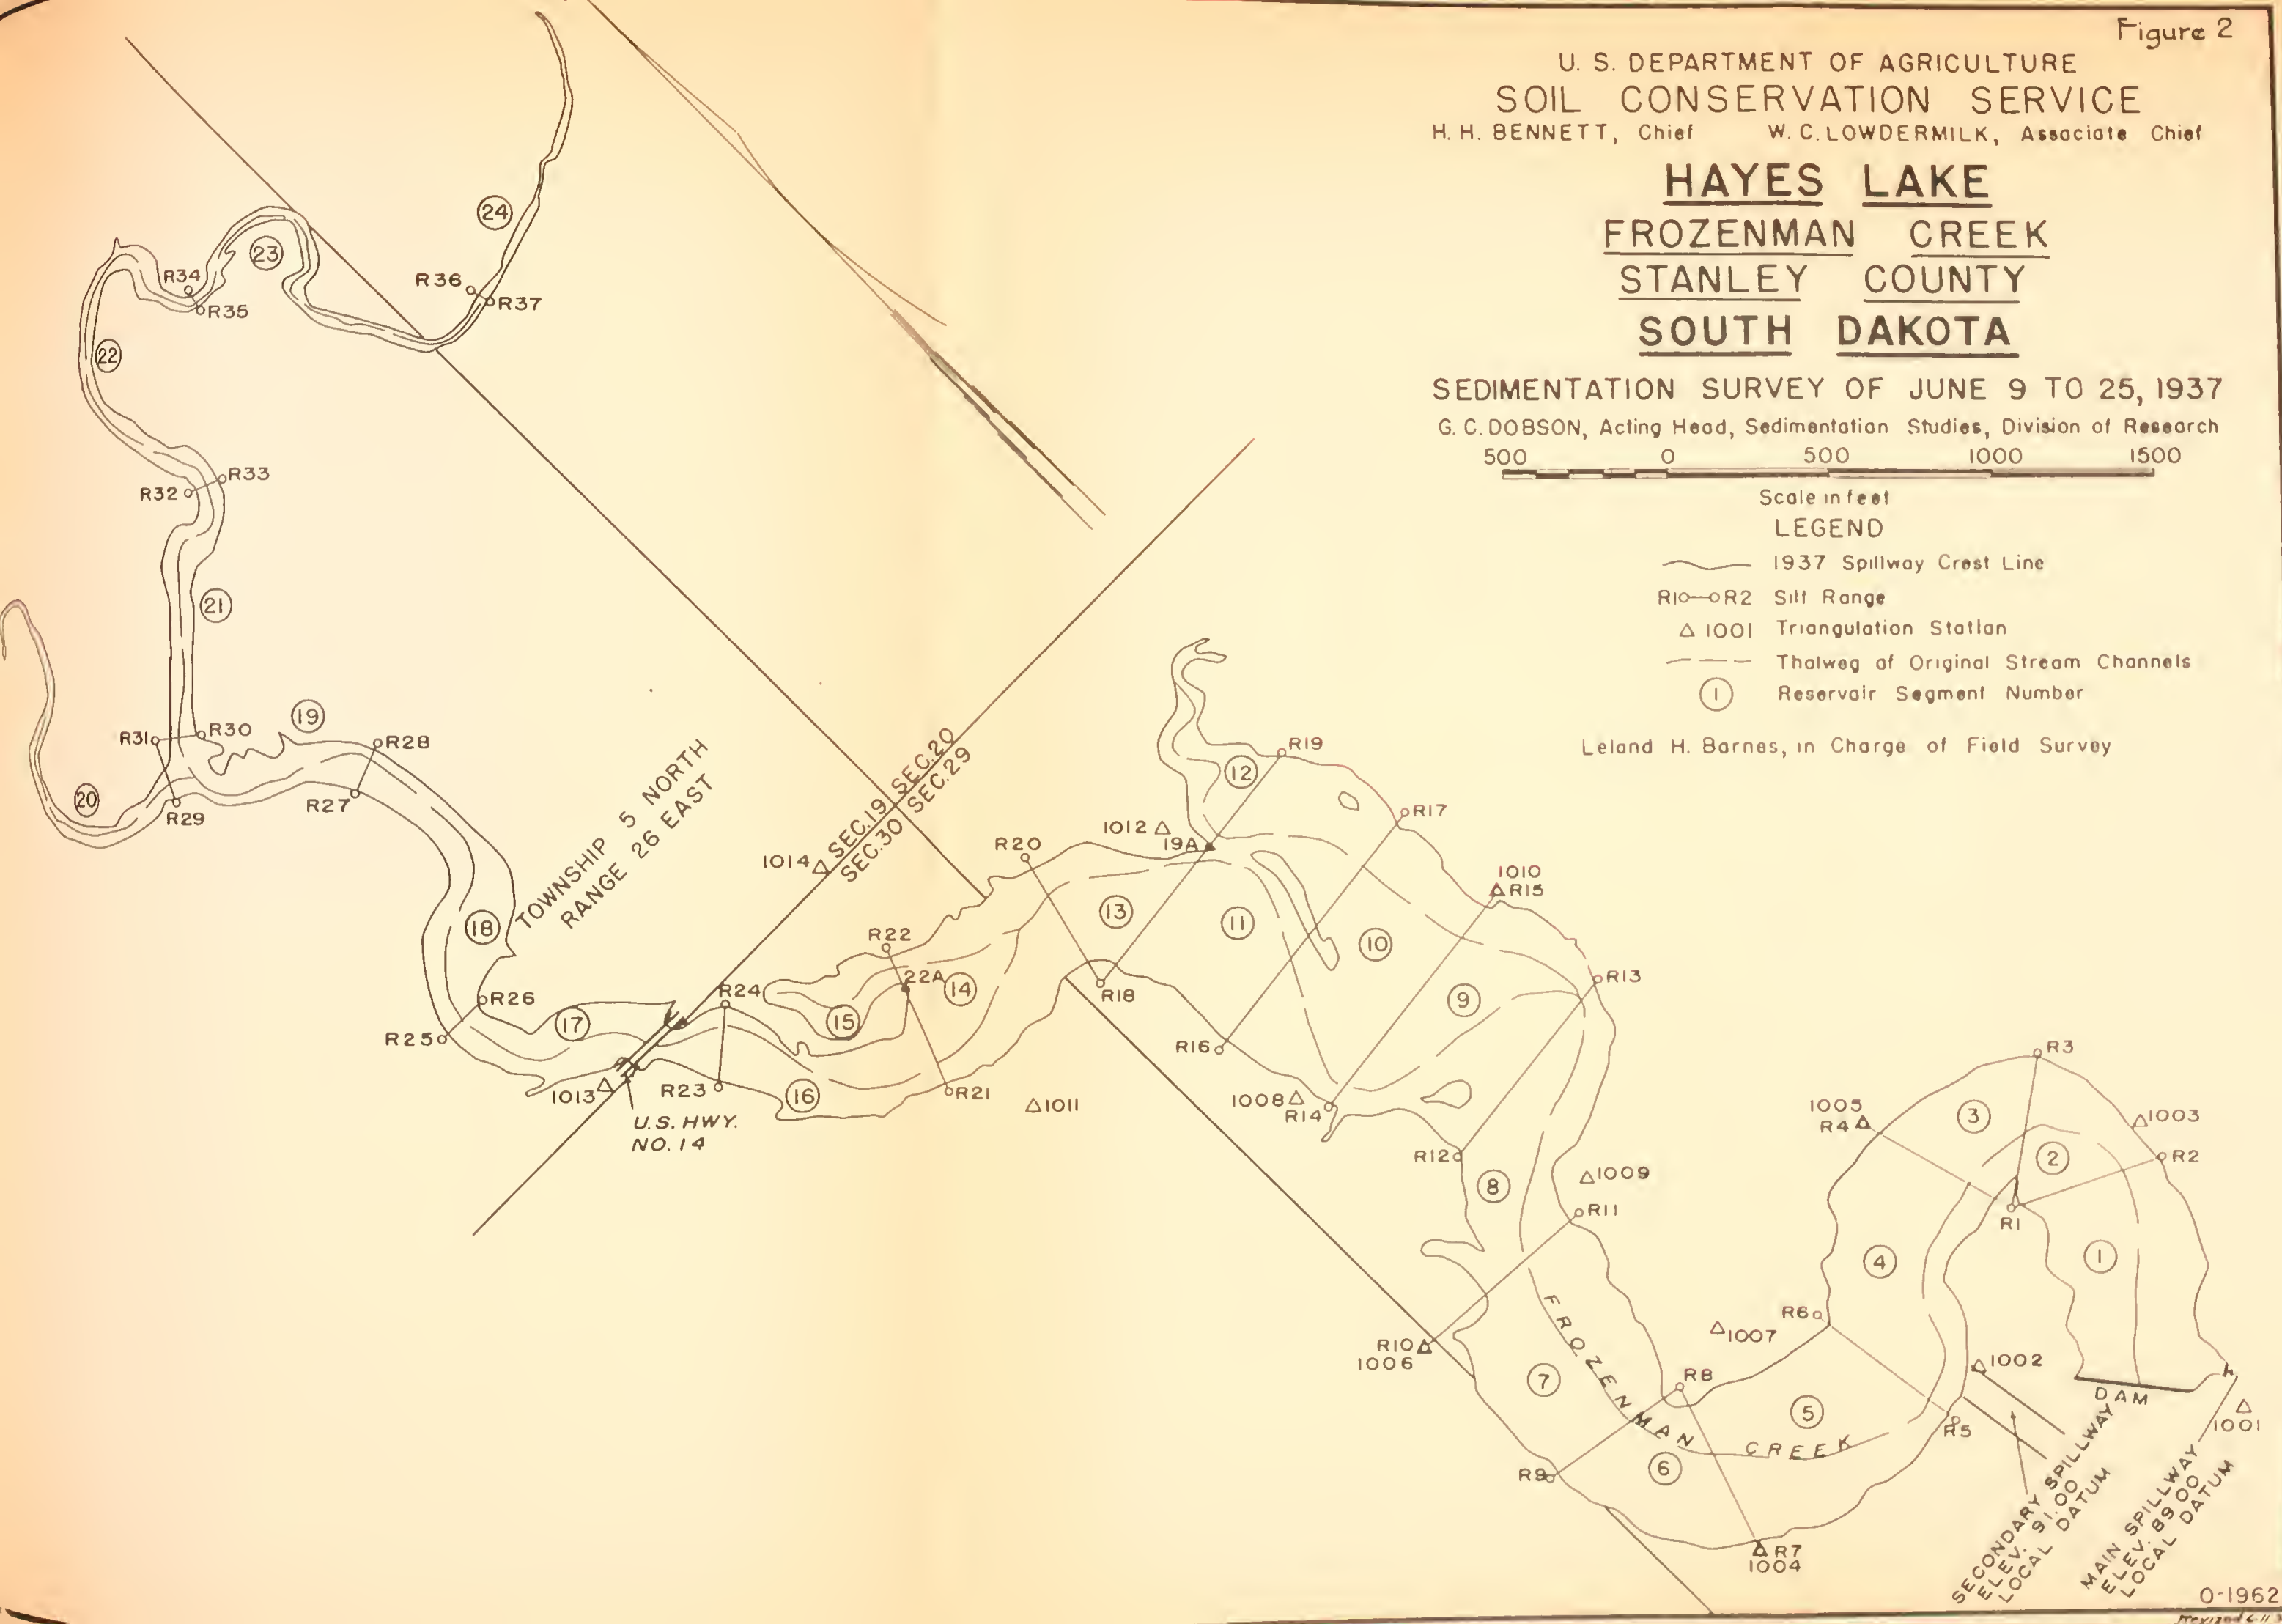 Figure 2
U. S. DEPARTMENT OF AGRICULTURE
SOIL CONSERVATION SERVICE
H. H. BENNETT, Chief W. C. LOWDERMILK, Associate Chief
HAYES LAKE
FROZENMAN CREEK
STANLEY COUNTY
SOUTH DAKOTA
SEDIMENTATION SURVEY OF JUNE 9 TO 25, 1937
G. C. DOBSON, Acting Head, Sedimentation Studies, Division of Research
500 0 500 1000 1500
Scale in feet
LEGEND
1937 Spillway Crest Line
R1 R2 Silt Range
1001 Triangulation Station
Thalweg of Original Stream Channels
1 Reservoir Segment Number
Leland H. Barnes, in Charge of Field Survey
24
23
R34
R35
R36
R37
22
R33
R32
21
R31
R30
19
R28
20
R29
R27
TOWNSHIP 5 NORTH
RANGE 26 EAST
SEC. 19 SEC. 20
SEC. 30 SEC. 29
1014
18
R26
R25
17
R24
1013
R23
U.S. HWY.
NO. 14
R22
22A
14
15
16
R21
1011
R20
1012
19A
R19
12
13
R18
11
R17
10
1010
R15
R16
9
R13
1008
R14
R12
8
1009
R11
R10
1006
7
FROZENMAN CREEK
R8
1007
R6
R9
6
5
R7
1004
R5
4
1005
R4
3
R3
1003
2
R2
R1
1
1002
DAM
1001
SECONDARY SPILLWAY
ELEV. 91.00
LOCAL DATUM
MAIN SPILLWAY
ELEV. 89.00
LOCAL DATUM
0-1962